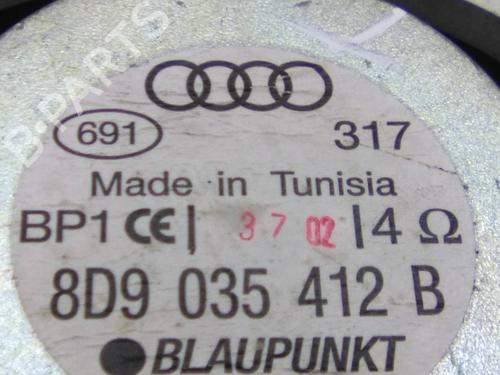 B-PARTS
691 317
Made in Tunisia
BP1 CE | 3 7 02 | 4 Ω
8D9 035 412 B
BLAUPUNKT